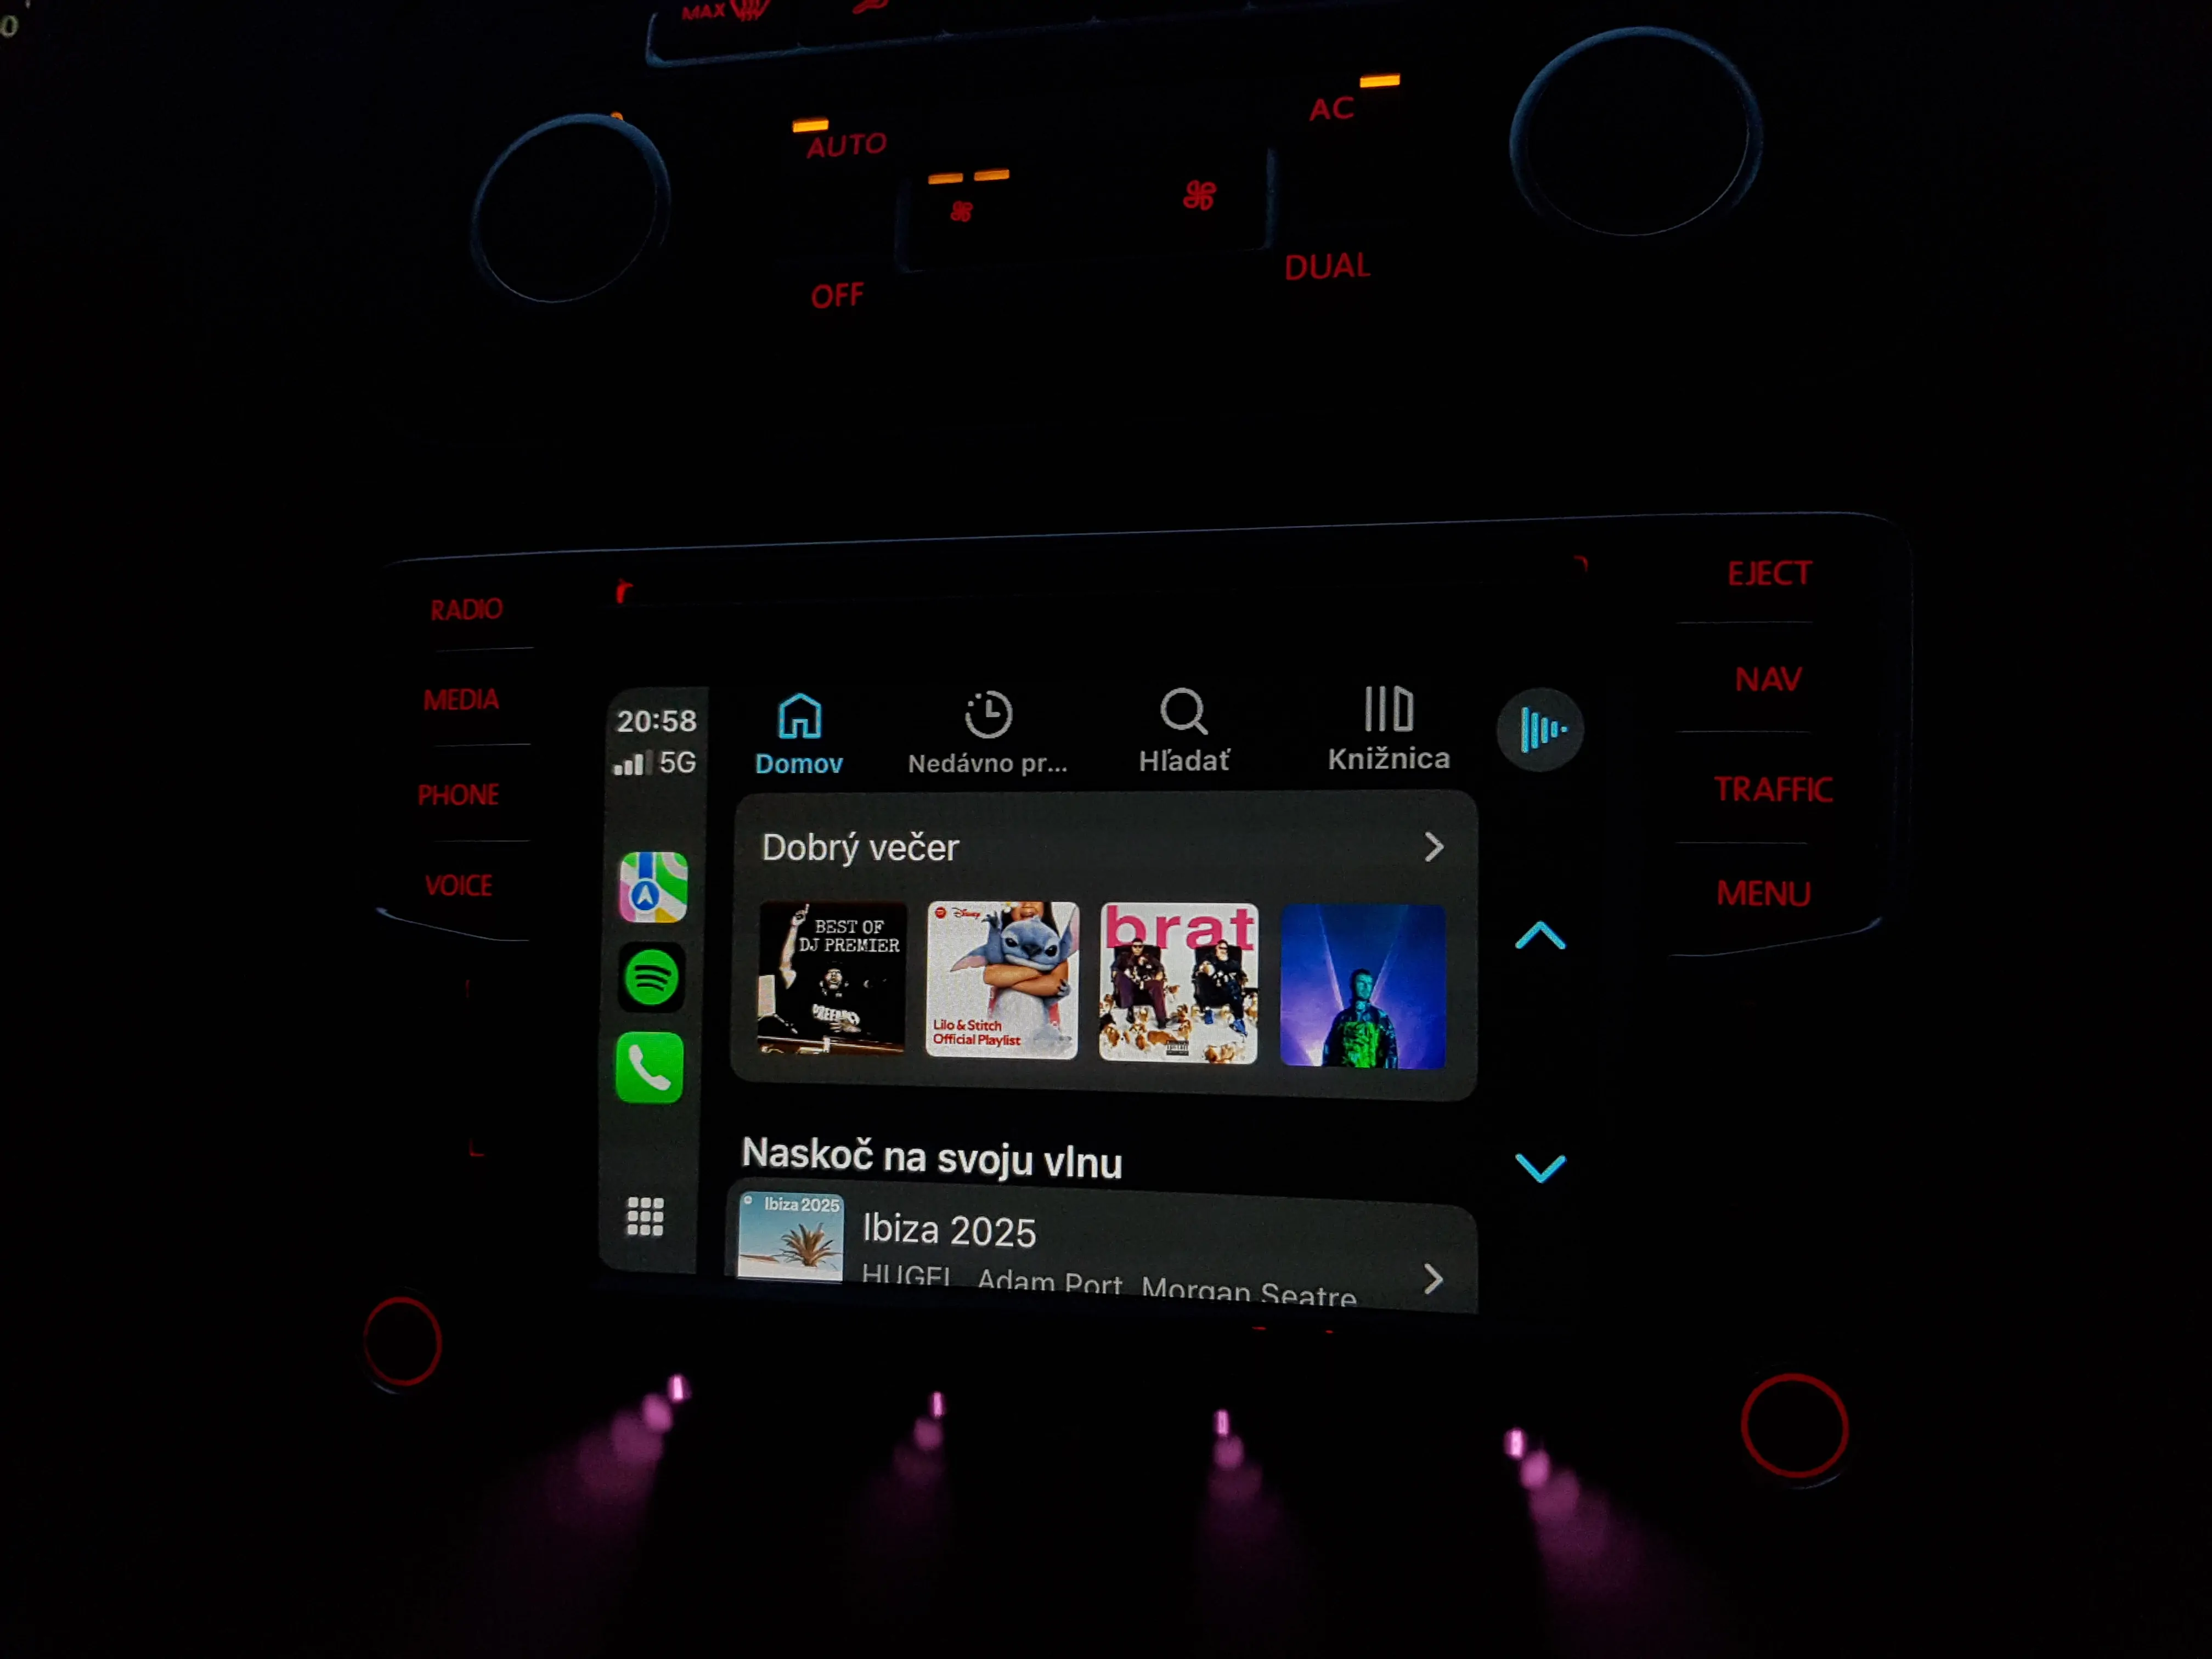 MAX
AUTO
AC
OFF
DUAL
RADIO
MEDIA
PHONE
VOICE
EJECT
NAV
TRAFFIC
MENU
20:58
5G
Domov
Nedávno pr...
Hľadať
Knižnica
Dobrý večer
BEST OF
DJ PREMIER
Disney
Lilo & Stitch
Official Playlist
brat
Naskoč na svoju vlnu
Ibiza 2025
Ibiza 2025
HUGEL, Adam Port, Morgan Seatre